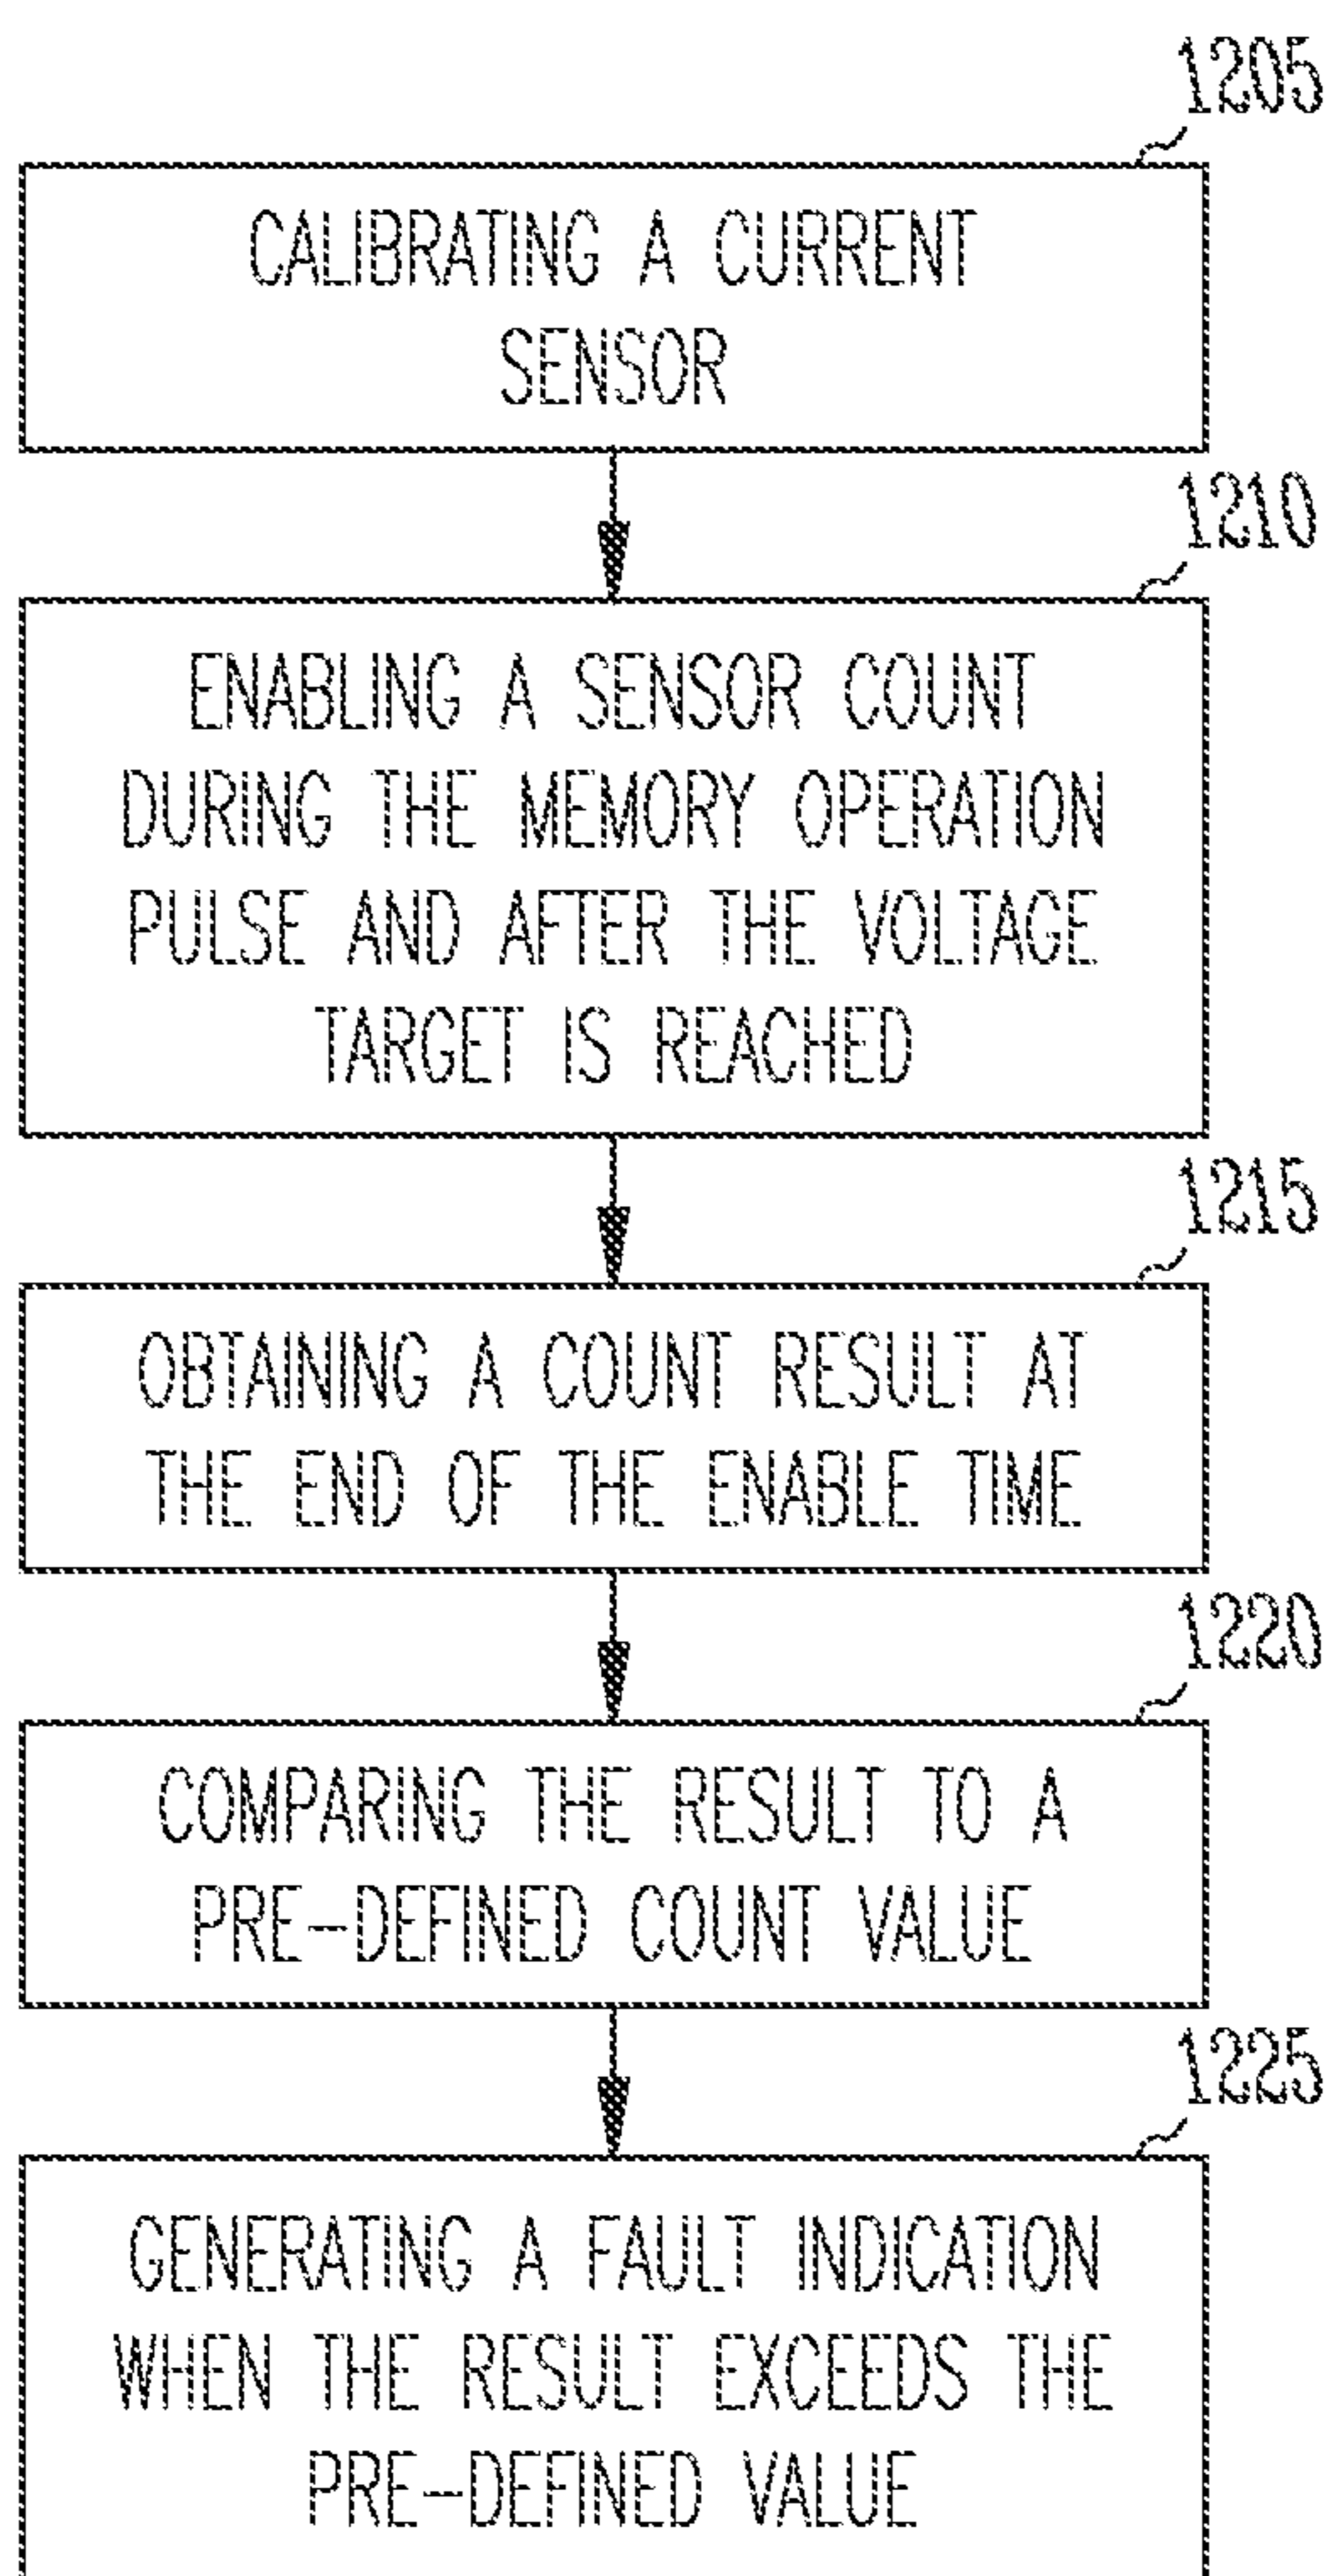 1205
CALIBRATING A CURRENT
SENSOR
1210
ENABLING A SENSOR COUNT
DURING THE MEMORY OPERATION
PULSE AND AFTER THE VOLTAGE
TARGET IS REACHED
1215
OBTAINING A COUNT RESULT AT
THE END OF THE ENABLE TIME
1220
COMPARING THE RESULT TO A
PRE-DEFINED COUNT VALUE
1225
GENERATING A FAULT INDICATION
WHEN THE RESULT EXCEEDS THE
PRE-DEFINED VALUE